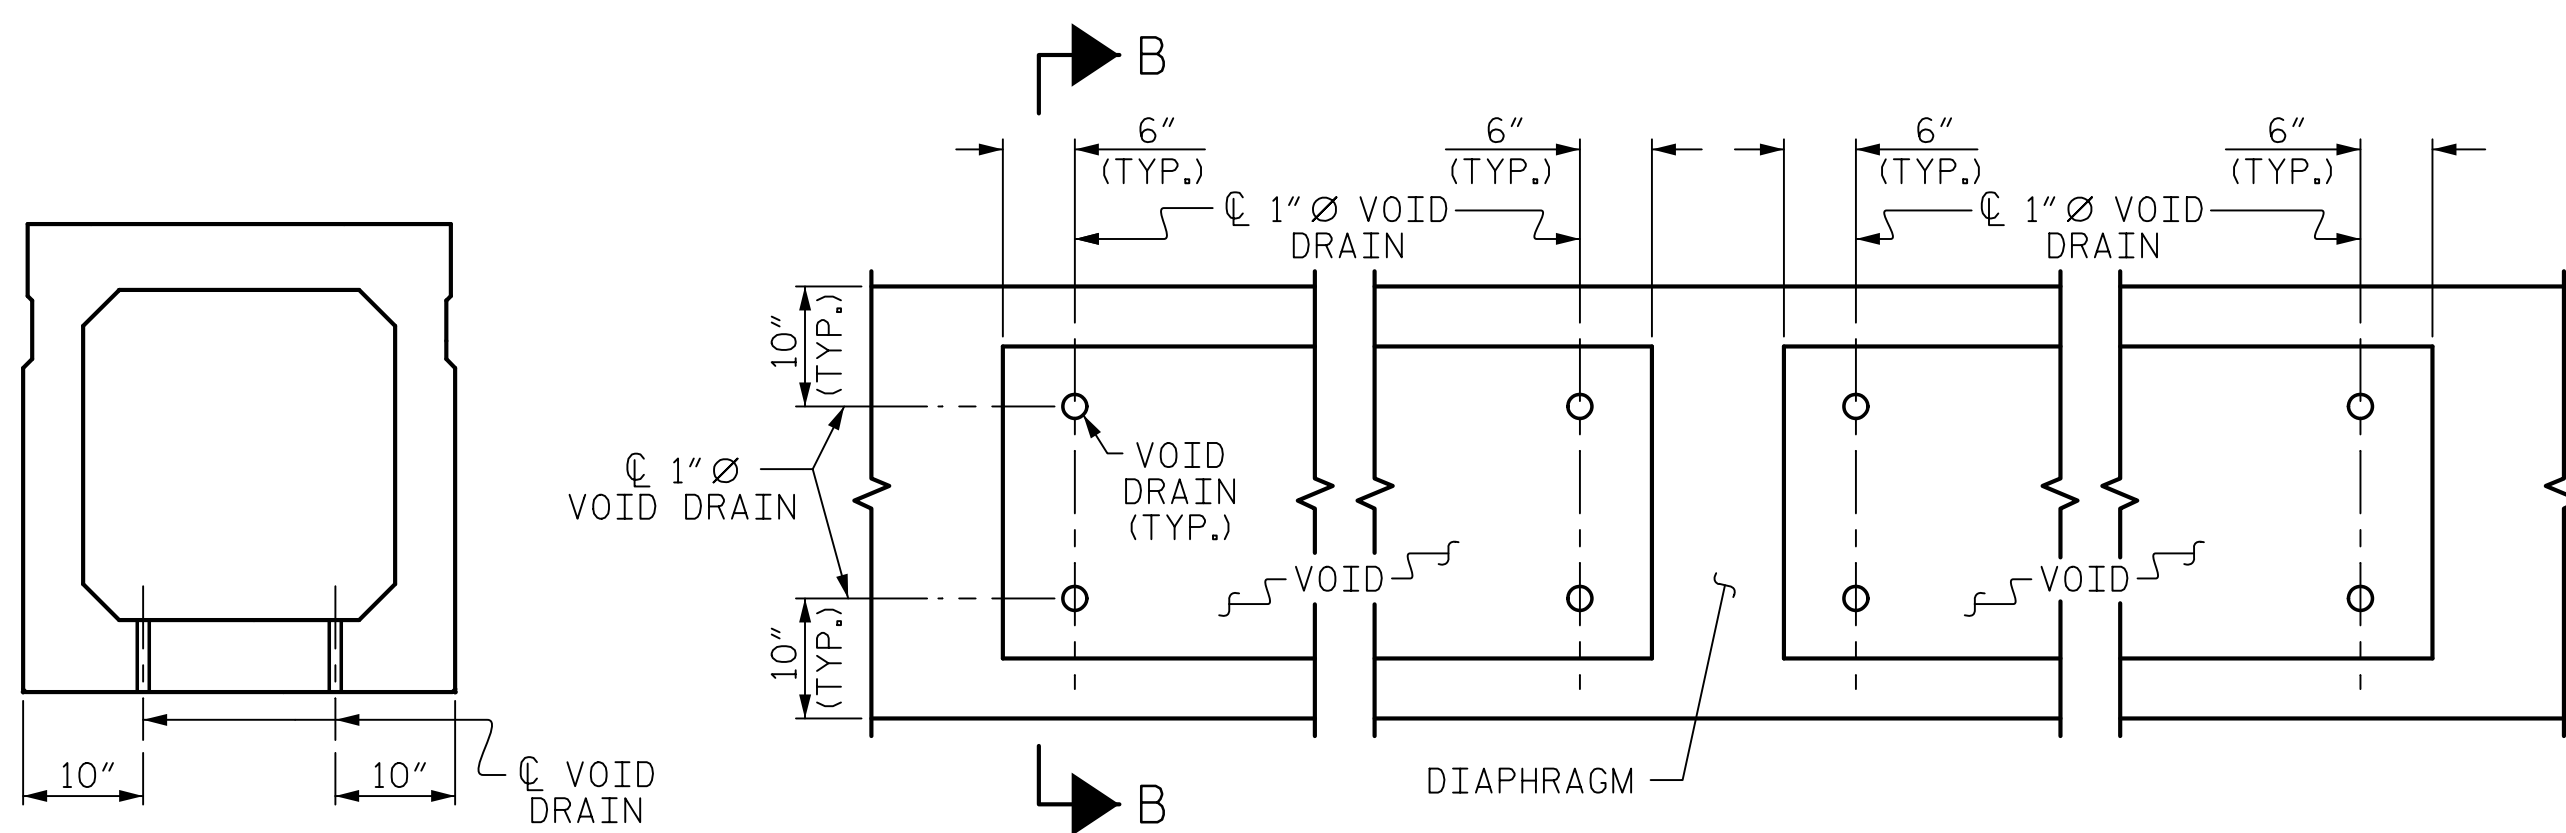 B
6" 6" 6" 6"
(TYP.) (TYP.) (TYP.) (TYP.)
℄ 1"Ø VOID
DRAIN
℄ 1"Ø VOID
DRAIN
10"
(TYP.)
℄ 1"Ø
VOID DRAIN
VOID
DRAIN
(TYP.)
VOID
VOID
10"
(TYP.)
10"
10"
℄ VOID
DRAIN
DIAPHRAGM
B